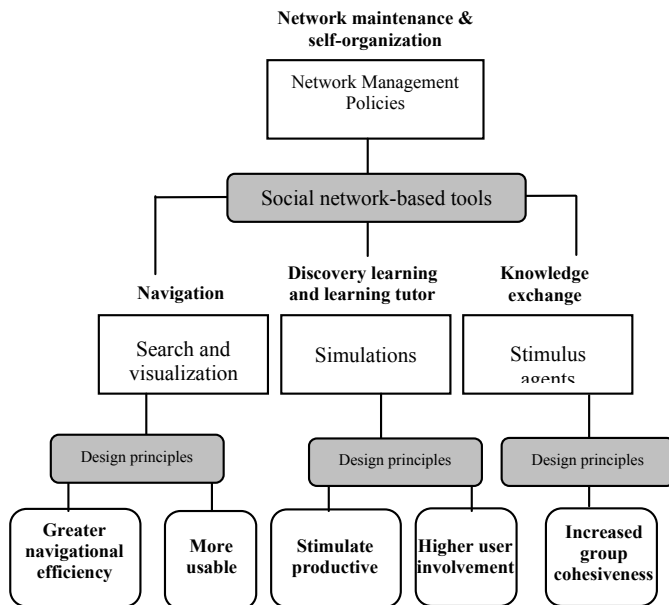 Network maintenance &
self-organization
Network Management
Policies
Social network-based tools
Navigation
Discovery learning
and learning tutor
Knowledge
exchange
Search and
visualization
Simulations
Stimulus
agents
Design principles
Design principles
Design principles
Greater
navigational
efficiency
More
usable
Stimulate
productive
Higher user
involvement
Increased
group
cohesiveness